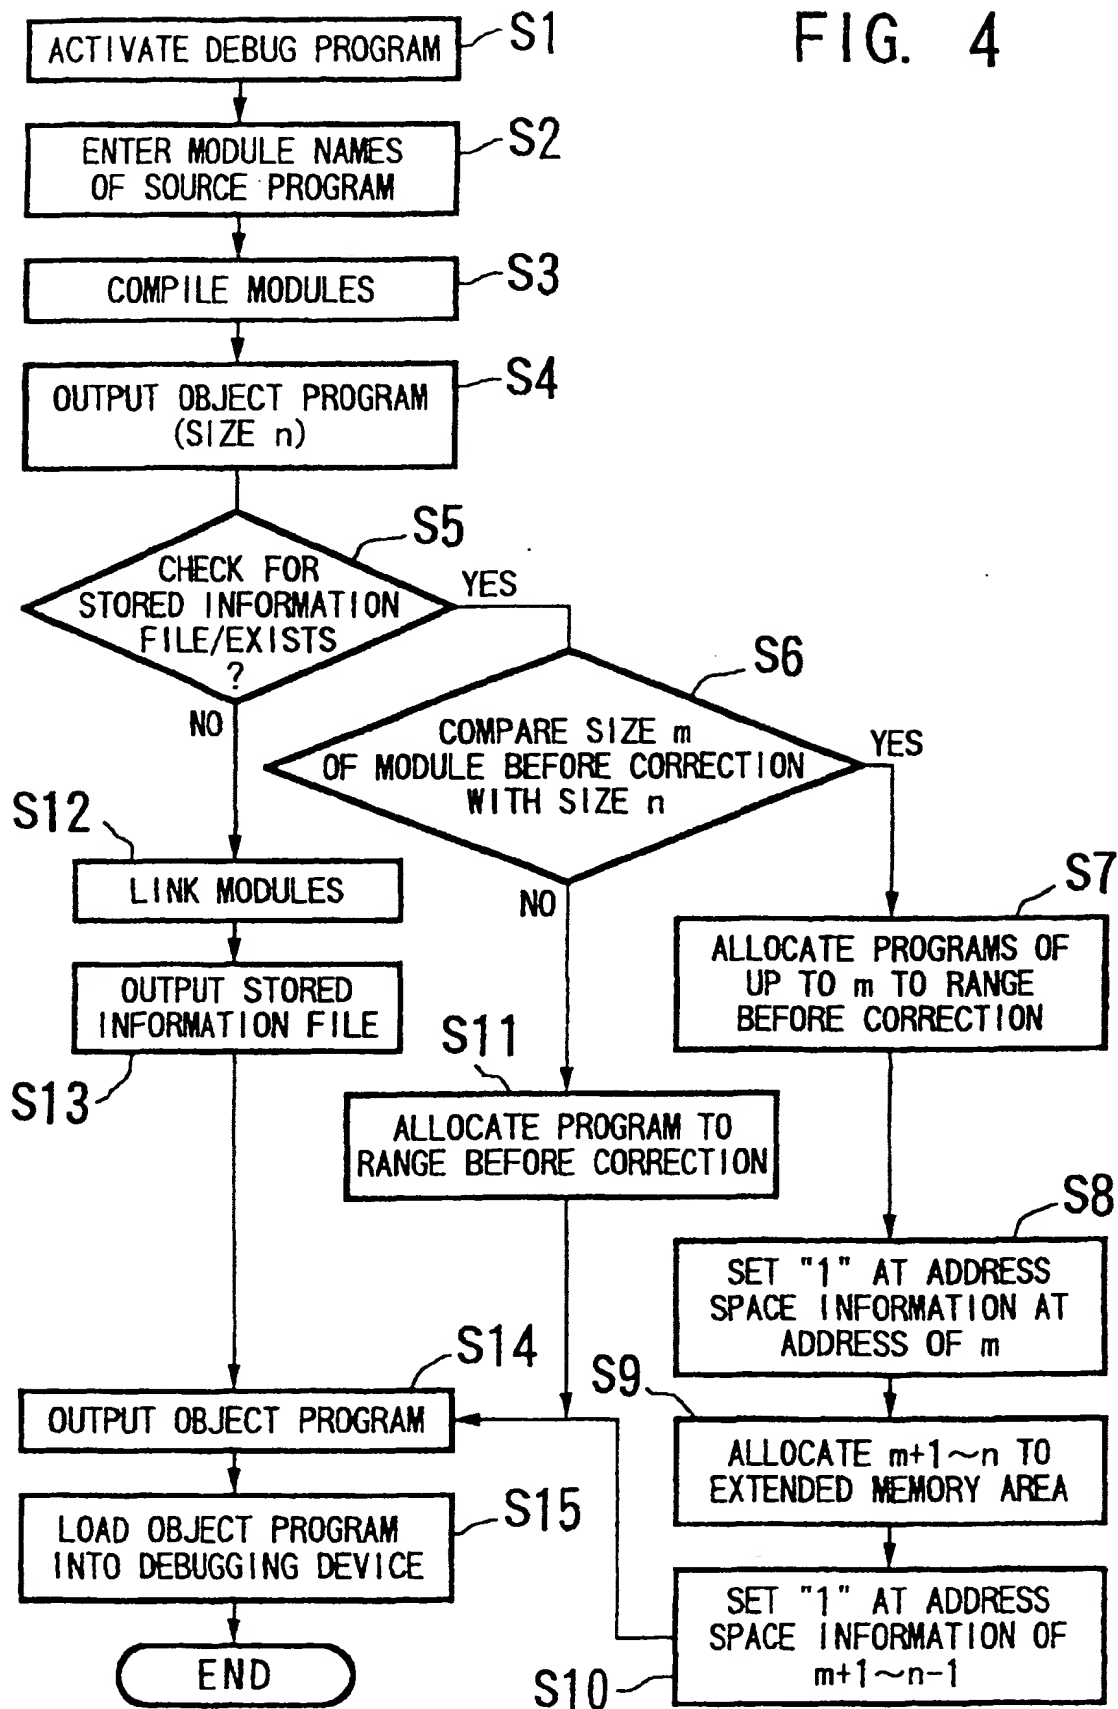 FIG. 4
ACTIVATE DEBUG PROGRAM
S1
ENTER MODULE NAMES
OF SOURCE PROGRAM
S2
COMPILE MODULES
S3
OUTPUT OBJECT PROGRAM
(SIZE n)
S4
CHECK FOR
STORED INFORMATION
FILE/EXISTS
?
S5
YES
NO
COMPARE SIZE m
OF MODULE BEFORE CORRECTION
WITH SIZE n
S6
YES
NO
S12
LINK MODULES
OUTPUT STORED
INFORMATION FILE
S13
S11
ALLOCATE PROGRAM TO
RANGE BEFORE CORRECTION
S7
ALLOCATE PROGRAMS OF
UP TO m TO RANGE
BEFORE CORRECTION
S8
SET "1" AT ADDRESS
SPACE INFORMATION AT
ADDRESS OF m
S9
ALLOCATE m+1~n TO
EXTENDED MEMORY AREA
SET "1" AT ADDRESS
SPACE INFORMATION OF
m+1~n-1
S10
S14
OUTPUT OBJECT PROGRAM
LOAD OBJECT PROGRAM
INTO DEBUGGING DEVICE
S15
END